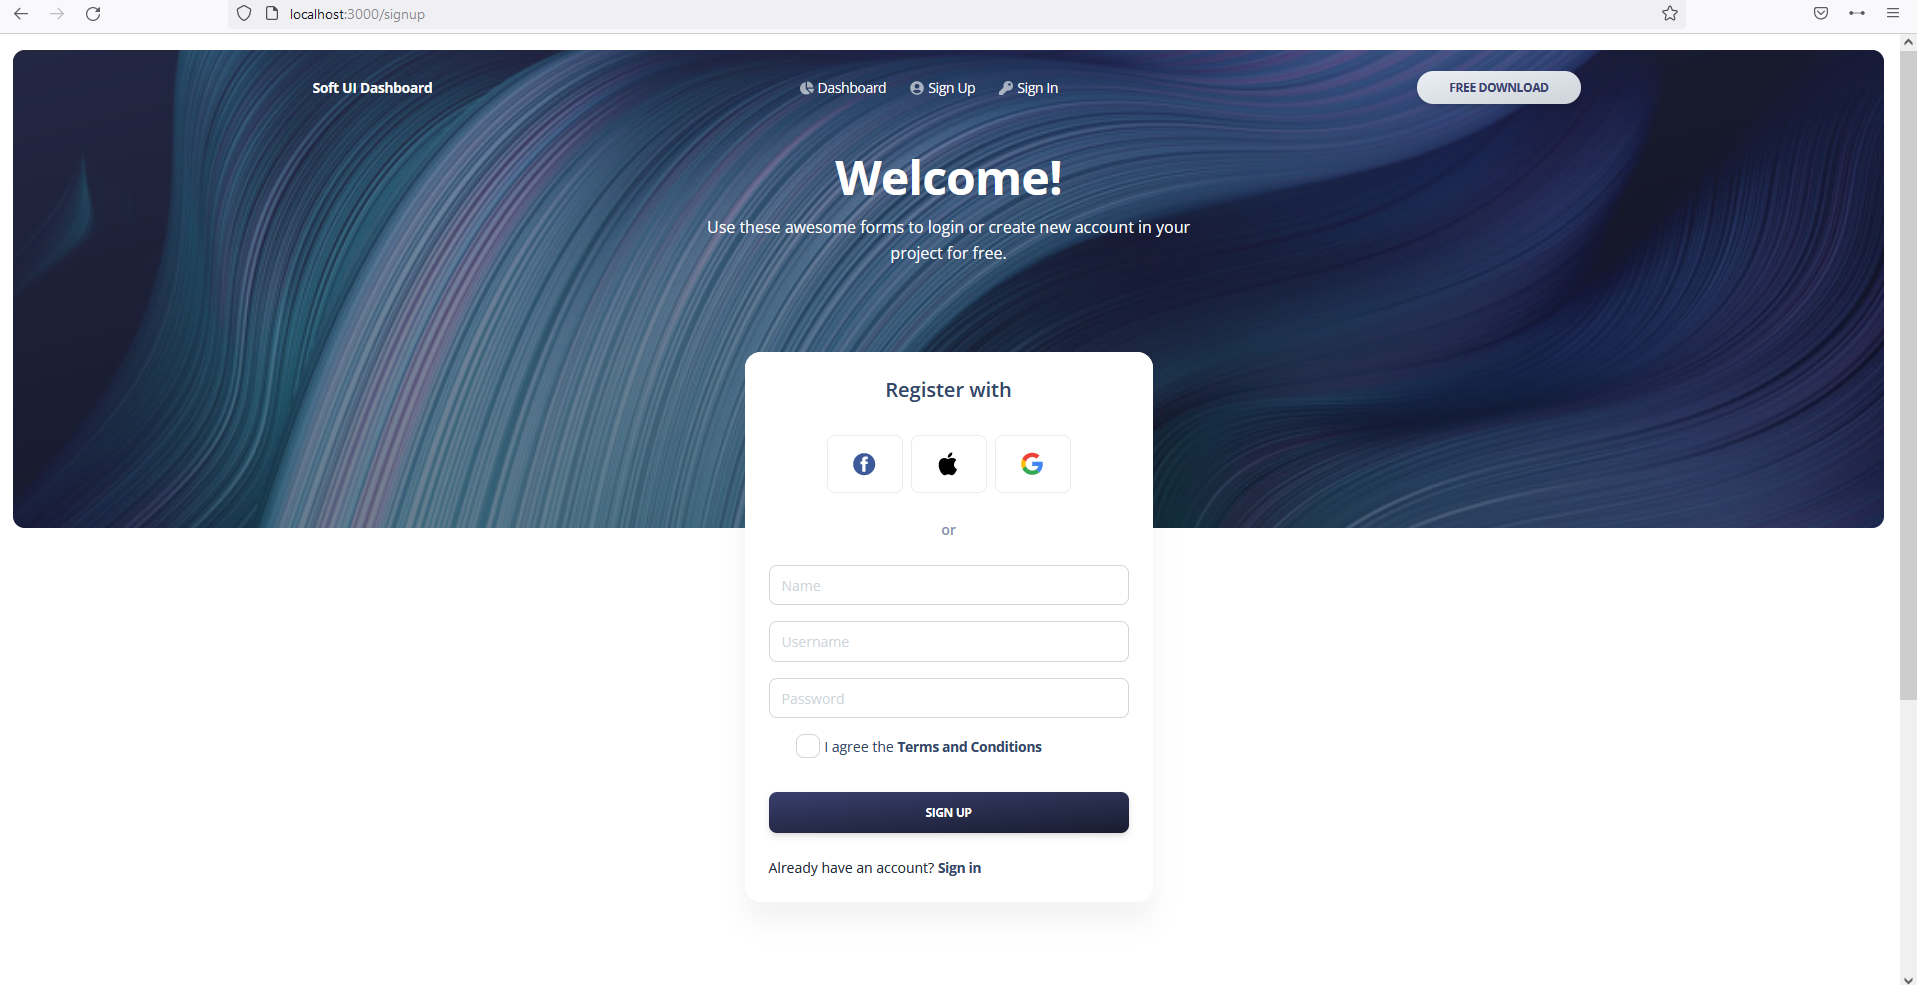 localhost:3000/signup
Soft UI Dashboard
Dashboard
Sign Up
Sign In
FREE DOWNLOAD
Welcome!
Use these awesome forms to login or create new account in your
project for free.
Register with
or
Name
Username
Password
I agree the Terms and Conditions
SIGN UP
Already have an account? Sign in